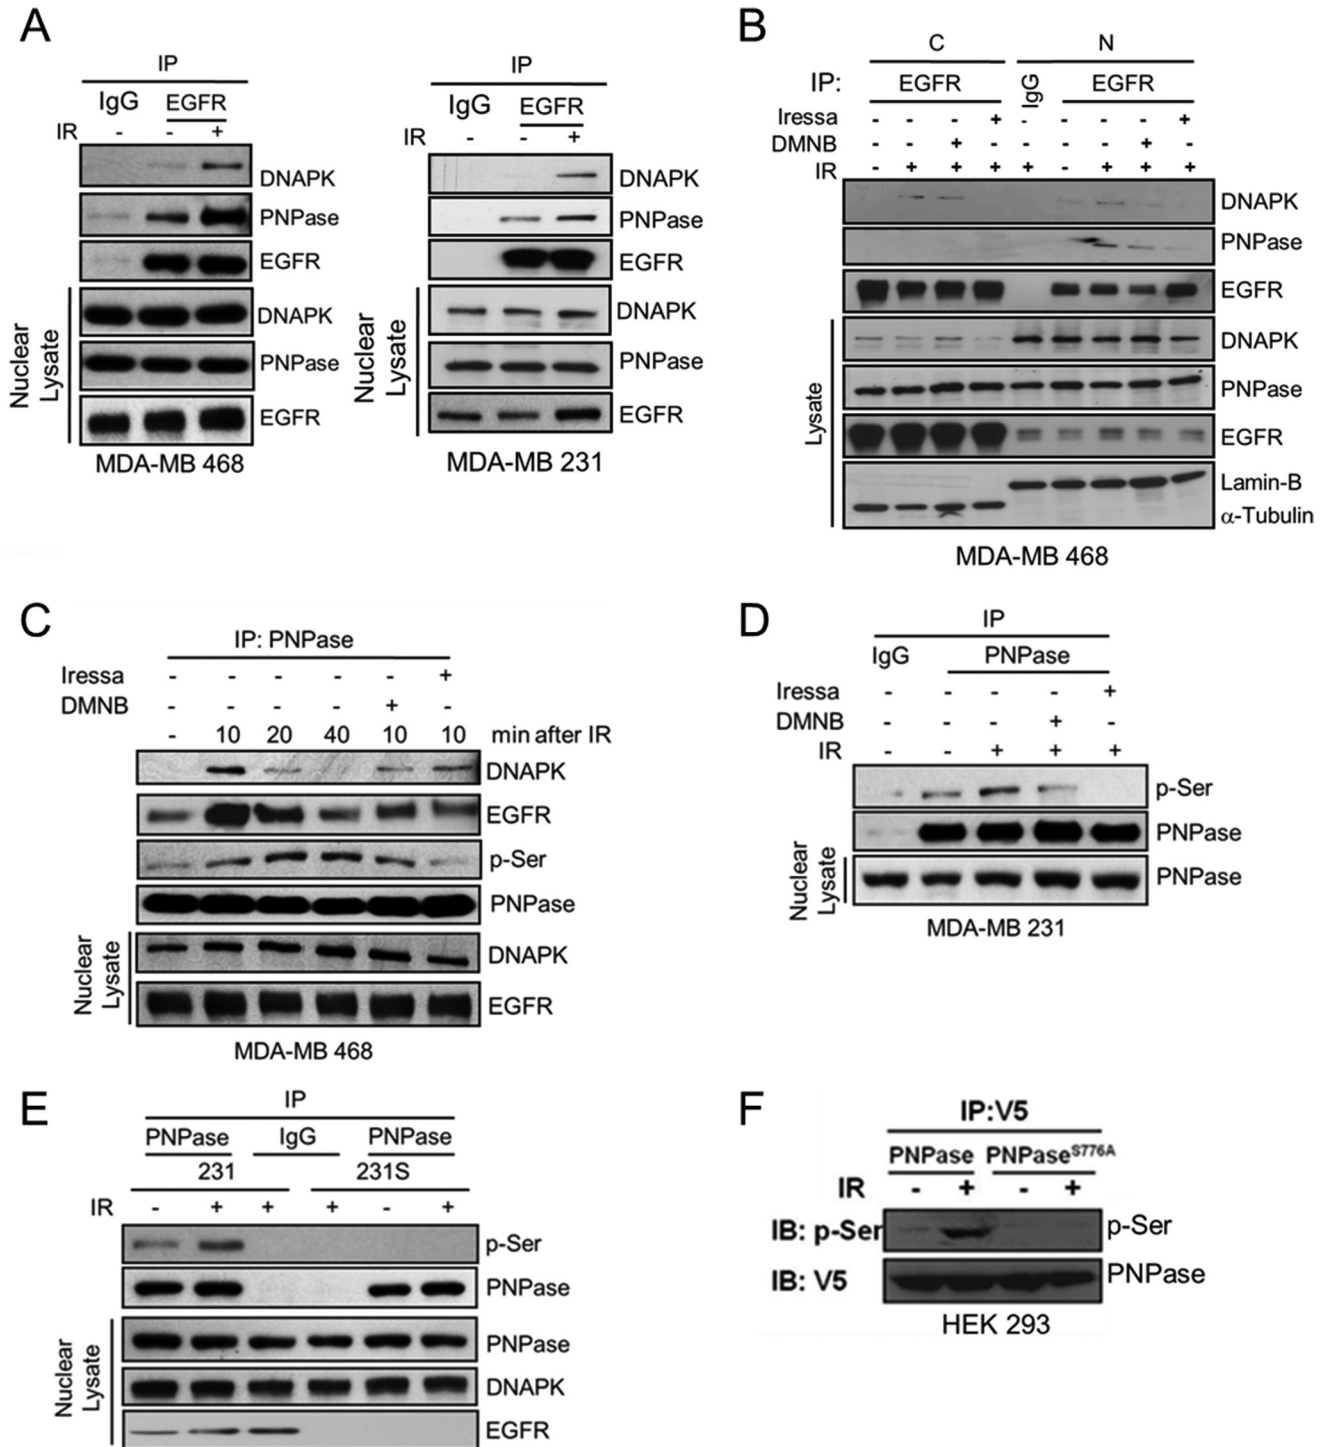 A
IP
IgG EGFR
IR - - +
DNAPK
PNPase
EGFR
Nuclear Lysate
DNAPK
PNPase
EGFR
MDA-MB 468
IP
IgG EGFR
IR - - +
DNAPK
PNPase
EGFR
Nuclear Lysate
DNAPK
PNPase
EGFR
MDA-MB 231
B
C N
IP: EGFR IgG EGFR
Iressa - - - + - - - - +
DMNB - - + - - - - + -
IR - + + + + - + + +
DNAPK
PNPase
EGFR
Lysate
DNAPK
PNPase
EGFR
Lamin-B
α-Tubulin
MDA-MB 468
C
IP: PNPase
Iressa - - - - - +
DMNB - - - - + -
- 10 20 40 10 10 min after IR
DNAPK
EGFR
p-Ser
PNPase
Nuclear Lysate
DNAPK
EGFR
MDA-MB 468
D
IP
IgG PNPase
Iressa - - - - +
DMNB - - - + -
IR - - + + +
p-Ser
PNPase
Nuclear Lysate
PNPase
MDA-MB 231
E
IP
PNPase IgG PNPase
231 231S
IR - + + + - +
p-Ser
PNPase
Nuclear Lysate
PNPase
DNAPK
EGFR
F
IP:V5
PNPase PNPase^S776A
IR - + - +
IB: p-Ser p-Ser
IB: V5 PNPase
HEK 293